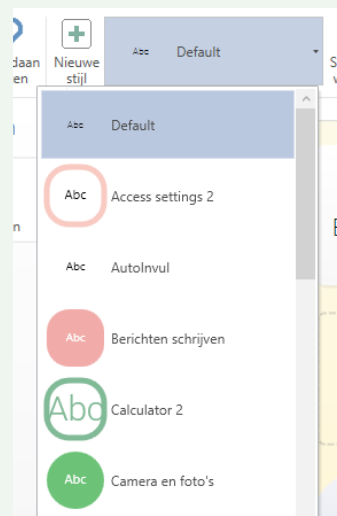 daan
en
Nieuwe
stijl
Abc Default
S
Abc Default
Abc Access settings 2
Abc AutoInvul
n
Abc Berichten schrijven
Abc Calculator 2
Abc Camera en foto's